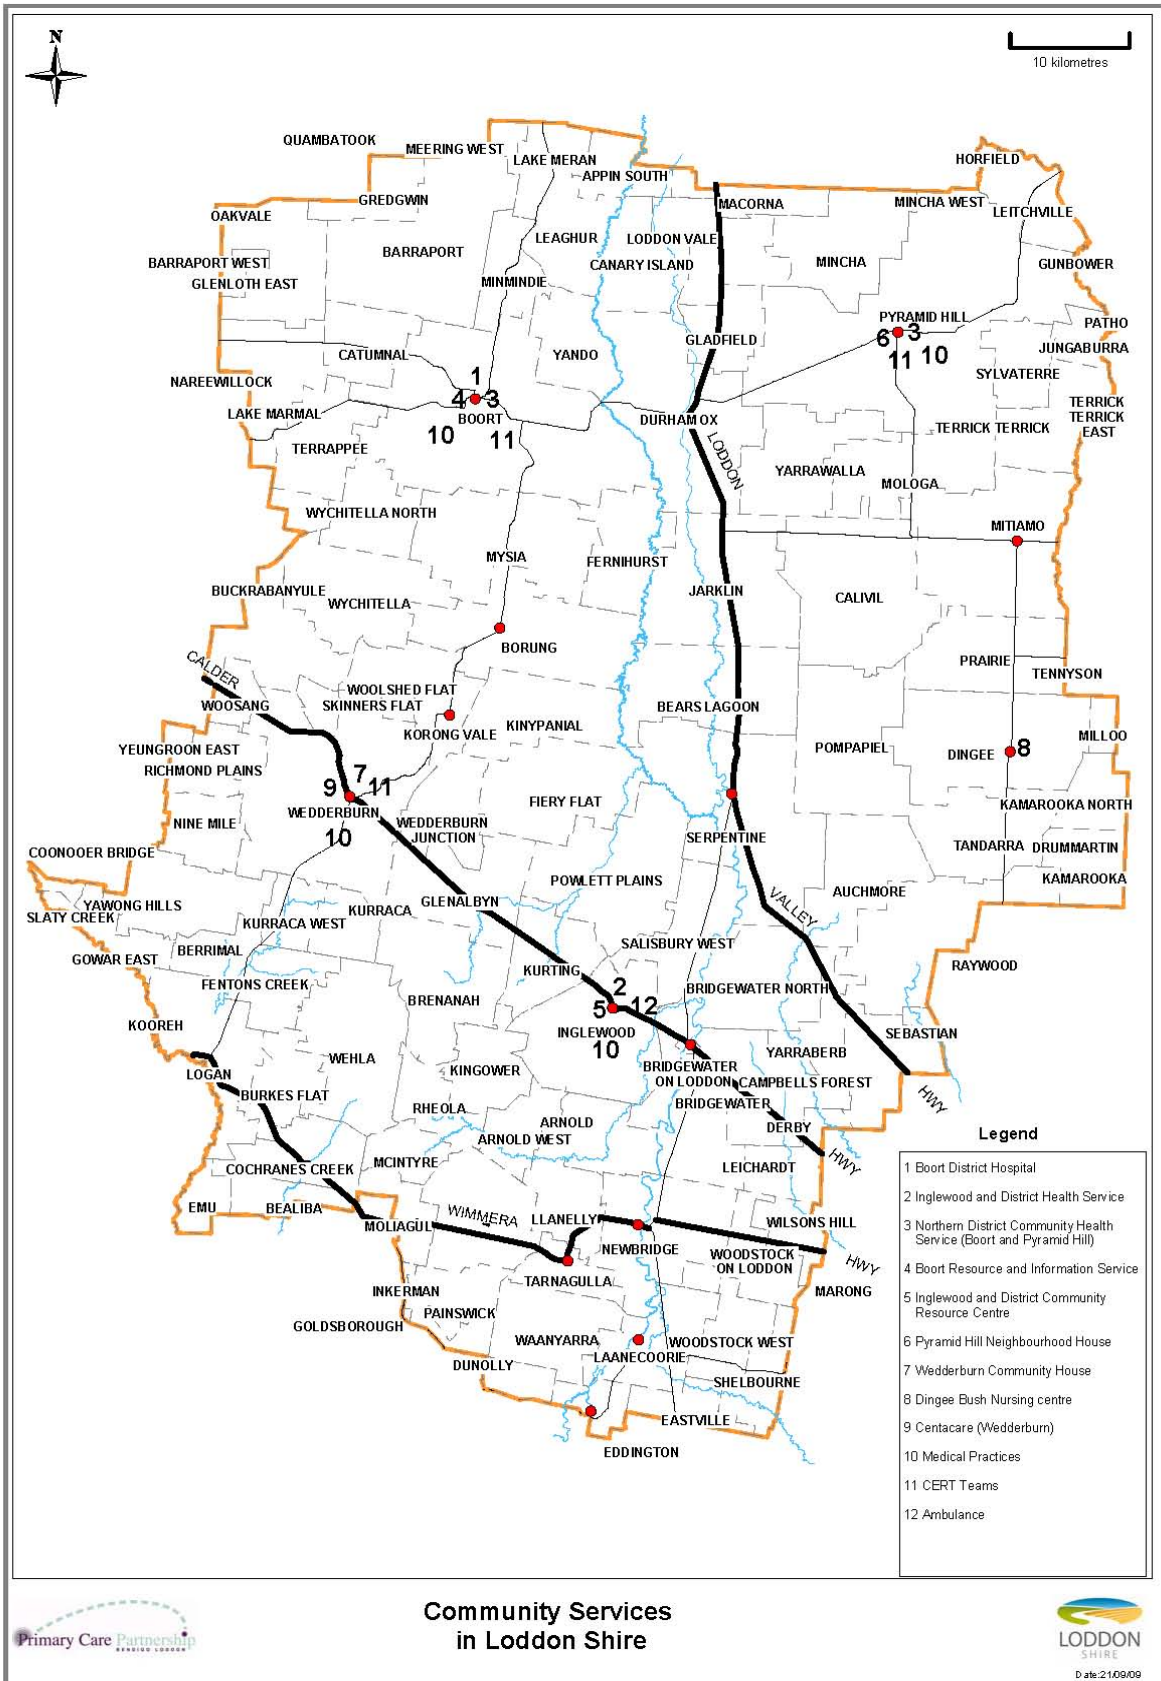 N
10 kilometres
QUAMBATOOK
MEERING WEST
LAKE MERAN
APPIN SOUTH
HORFIELD
GREDGWIN
OAKVALE
MACORNA
MINCHA WEST
LEITCHVILLE
BARRAPORT
LEAGHUR
LODDON VALE
CANARY ISLAND
MINCHA
GUNBOWER
BARRAPORT WEST
GLENLOTH EAST
MINMINDIE
PYRAMID HILL
6 3
11 10
PATHO
JUNGABURRA
GLADFIELD
CATUMNAL
YANDO
SYLVATERRE
NAREEWILLOCK
1
4 3
BOORT
10 11
LAKE MARMAL
TERRICK
TERRICK
EAST
DURHAM OX
TERRICK TERRICK
TERRAPPEE
LODDON
YARRAWALLA
MOLOGA
WYCHITELLA NORTH
MITIAMO
MYSIA
FERNIHURST
BUCKRABANYULE
WYCHITELLA
JARKLIN
CALIVIL
BORUNG
PRAIRIE
TENNYSON
CALDER
WOOSANG
WOOLSHED FLAT
SKINNERS FLAT
KORONG VALE
KINYPANIAL
BEARS LAGOON
YEUNGROON EAST
RICHMOND PLAINS
POMPAPIEL
DINGEE
8
MILLOO
7
9 11
WEDDERBURN
10
WEDDERBURN
JUNCTION
FIERY FLAT
KAMAROOKA NORTH
NINE MILE
SERPENTINE
TANDARRA
DRUMMARTIN
COONOOER BRIDGE
POWLETT PLAINS
AUCHMORE
KAMAROOKA
YAWONG HILLS
SLATY CREEK
KURRACA
GLENALBYN
VALLEY
KURRACA WEST
BERRIMAL
GOWAR EAST
SALISBURY WEST
RAYWOOD
FENTONS CREEK
KURTING
BRIDGEWATER NORTH
BRENANAH
2
5 12
INGLEWOOD
10
KOOREH
SEBASTIAN
WEHLA
YARRABERB
LOGAN
KINGOWER
BRIDGEWATER
ON LODDON
CAMPBELLS FOREST
BURKES FLAT
BRIDGEWATER
HWY
RHEOLA
ARNOLD
DERBY
ARNOLD WEST
HWY
COCHRANES CREEK
MCINTYRE
LEICHARDT
EMU
BEALIBA
MOLIAGUL
WIMMERA
LLANELLY
WILSONS HILL
NEWBRIDGE
WOODSTOCK
ON LODDON
HWY
TARNAGULLA
INKERMAN
MARONG
PAINSWICK
GOLDSBOROUGH
WAANYARRA
WOODSTOCK WEST
LAANECOORIE
DUNOLLY
SHELBOURNE
EASTVILLE
EDDINGTON
Legend
1 Boort District Hospital
2 Inglewood and District Health Service
3 Northern District Community Health
Service (Boort and Pyramid Hill)
4 Boort Resource and Information Service
5 Inglewood and District Community
Resource Centre
6 Pyramid Hill Neighbourhood House
7 Wedderburn Community House
8 Dingee Bush Nursing centre
9 Centacare (Wedderburn)
10 Medical Practices
11 CERT Teams
12 Ambulance
Primary Care Partnership
BENDIGO LODDON
Community Services
in Loddon Shire
LODDON
SHIRE
Date:21/09/09